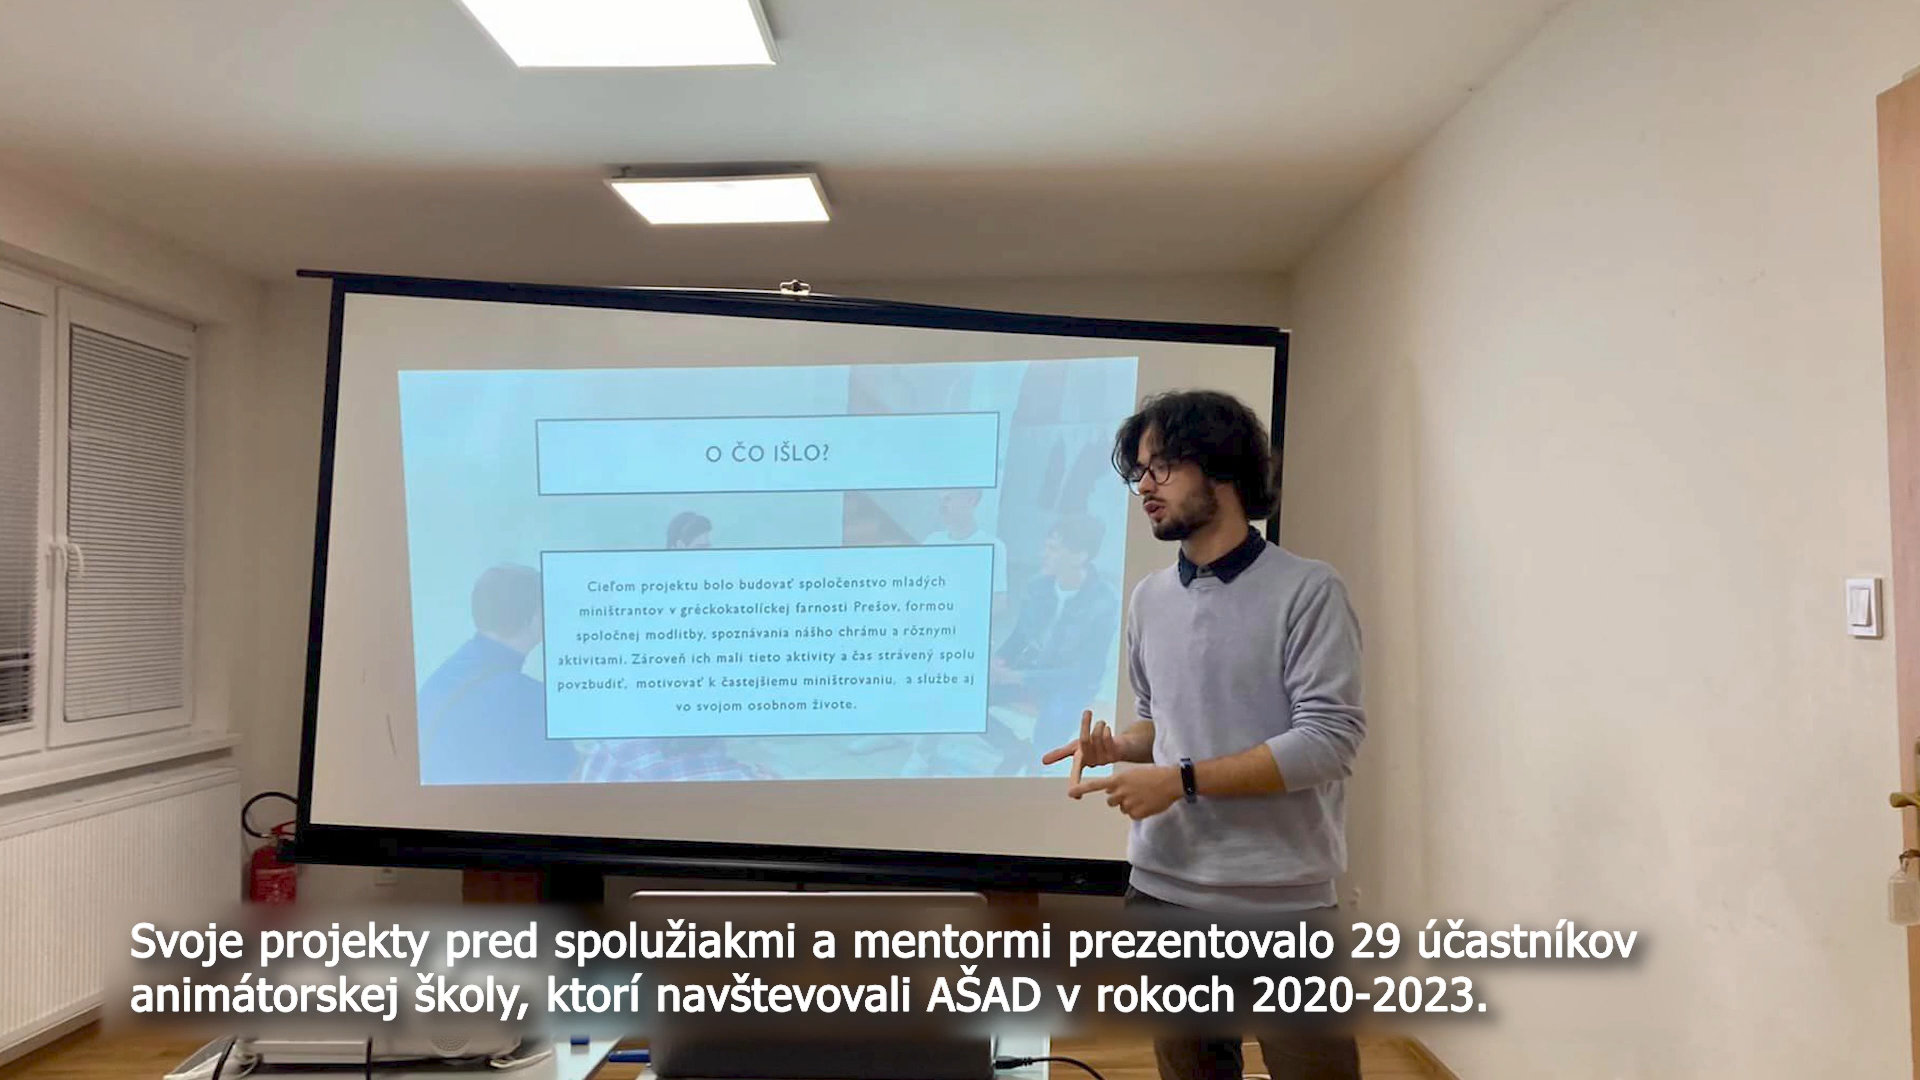 O ČO IŠLO?
Cieľom projektu bolo budovať spoločenstvo mladých
miništrantov v gréckokatolíckej farnosti Prešov, formou
spoločnej modlitby, spoznávania nášho chrámu a rôznymi
aktivitami. Zároveň ich mali tieto aktivity a čas strávený spolu
povzbudiť, motivovať k častejšiemu miništrovaniu, a službe aj
vo svojom osobnom živote.
Svoje projekty pred spolužiakmi a mentormi prezentovalo 29 účastníkov
animátorskej školy, ktorí navštevovali AŠAD v rokoch 2020-2023.